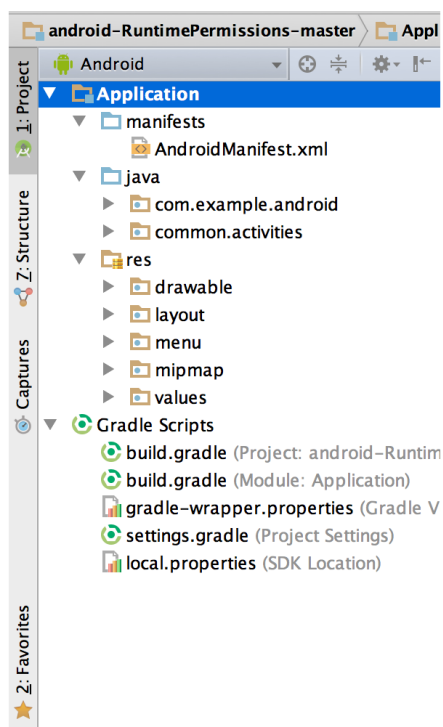 android-RuntimePermissions-master Appl
Android
1: Project
Application
manifests
AndroidManifest.xml
java
com.example.android
common.activities
res
drawable
layout
menu
mipmap
values
Gradle Scripts
build.gradle (Project: android-Runtim
build.gradle (Module: Application)
gradle-wrapper.properties (Gradle V
settings.gradle (Project Settings)
local.properties (SDK Location)
Z: Structure
Captures
2: Favorites